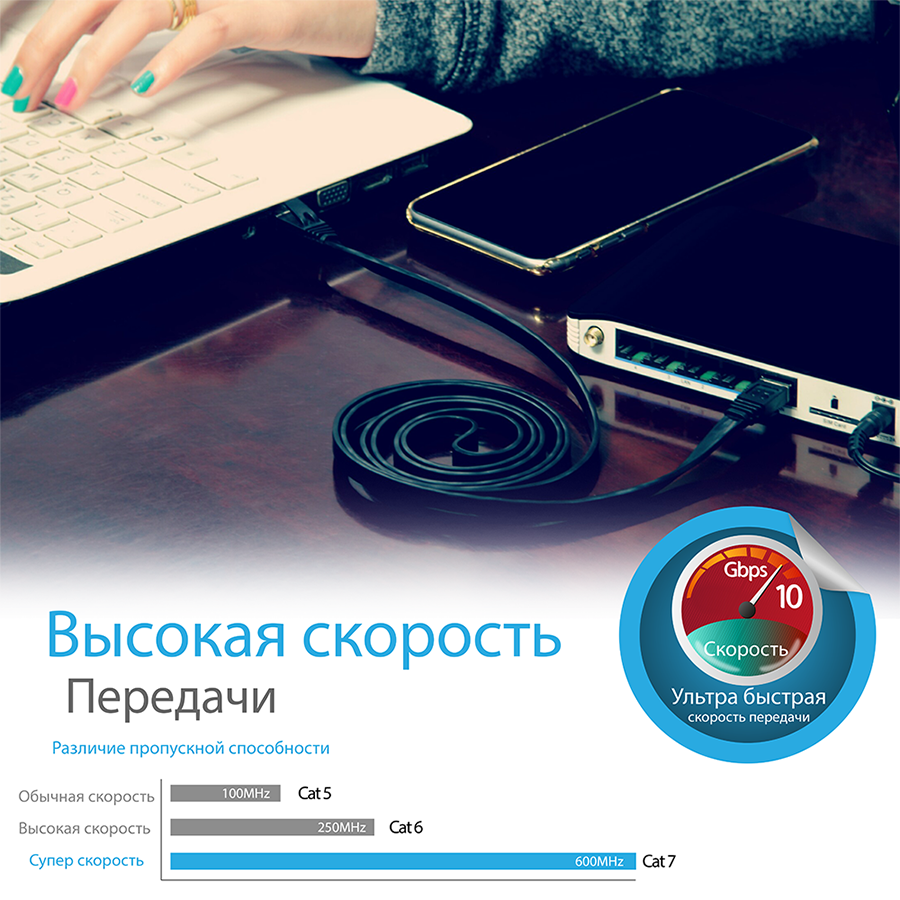 Gbps
10
Скорость
Ультра быстрая
скорость передачи
Высокая скорость
Передачи
Различие пропускной способности
Обычная скорость 100MHz Cat 5
Высокая скорость 250MHz Cat 6
Супер скорость 600MHz Cat 7